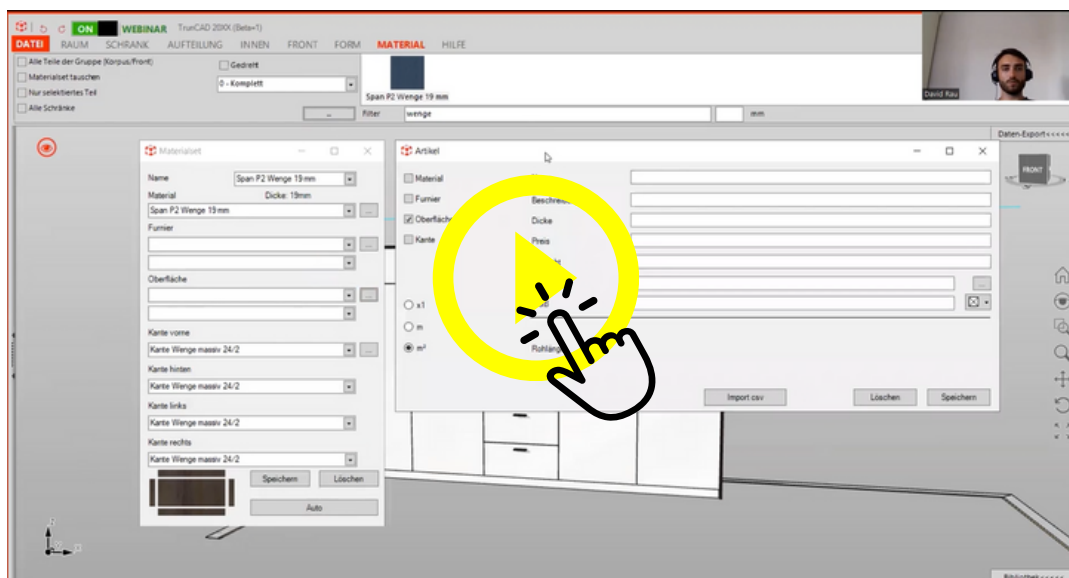 ON WEBINAR TrunCAD 20XX (Beta=1)
DATEI RAUM SCHRANK AUFTEILUNG INNEN FRONT FORM MATERIAL HILFE
Alle Teile der Gruppe (Korpus/Front)
Gedreht
Materialset tauschen
0 - Komplett
Nur selektiertes Teil
Alle Schränke
...
Span P2 Wenge 19 mm
Filter
wenge
mm
David Rau
Daten-Export<<<<<
FRONT
Materialset
Name
Span P2 Wenge 19 mm
Material
Dicke: 19mm
Span P2 Wenge 19 mm
...
Furnier
...
Oberfläche
...
Kante vorne
Kante Wenge massiv 24/2
...
Kante hinten
Kante Wenge massiv 24/2
Kante links
Kante Wenge massiv 24/2
Kante rechts
Kante Wenge massiv 24/2
Speichern
Löschen
Auto
Artikel
Material
Furnier
Oberfläche
Dicke
Kante
Preis
...
x1
m
m²
Import csv
Löschen
Speichern
Z
X